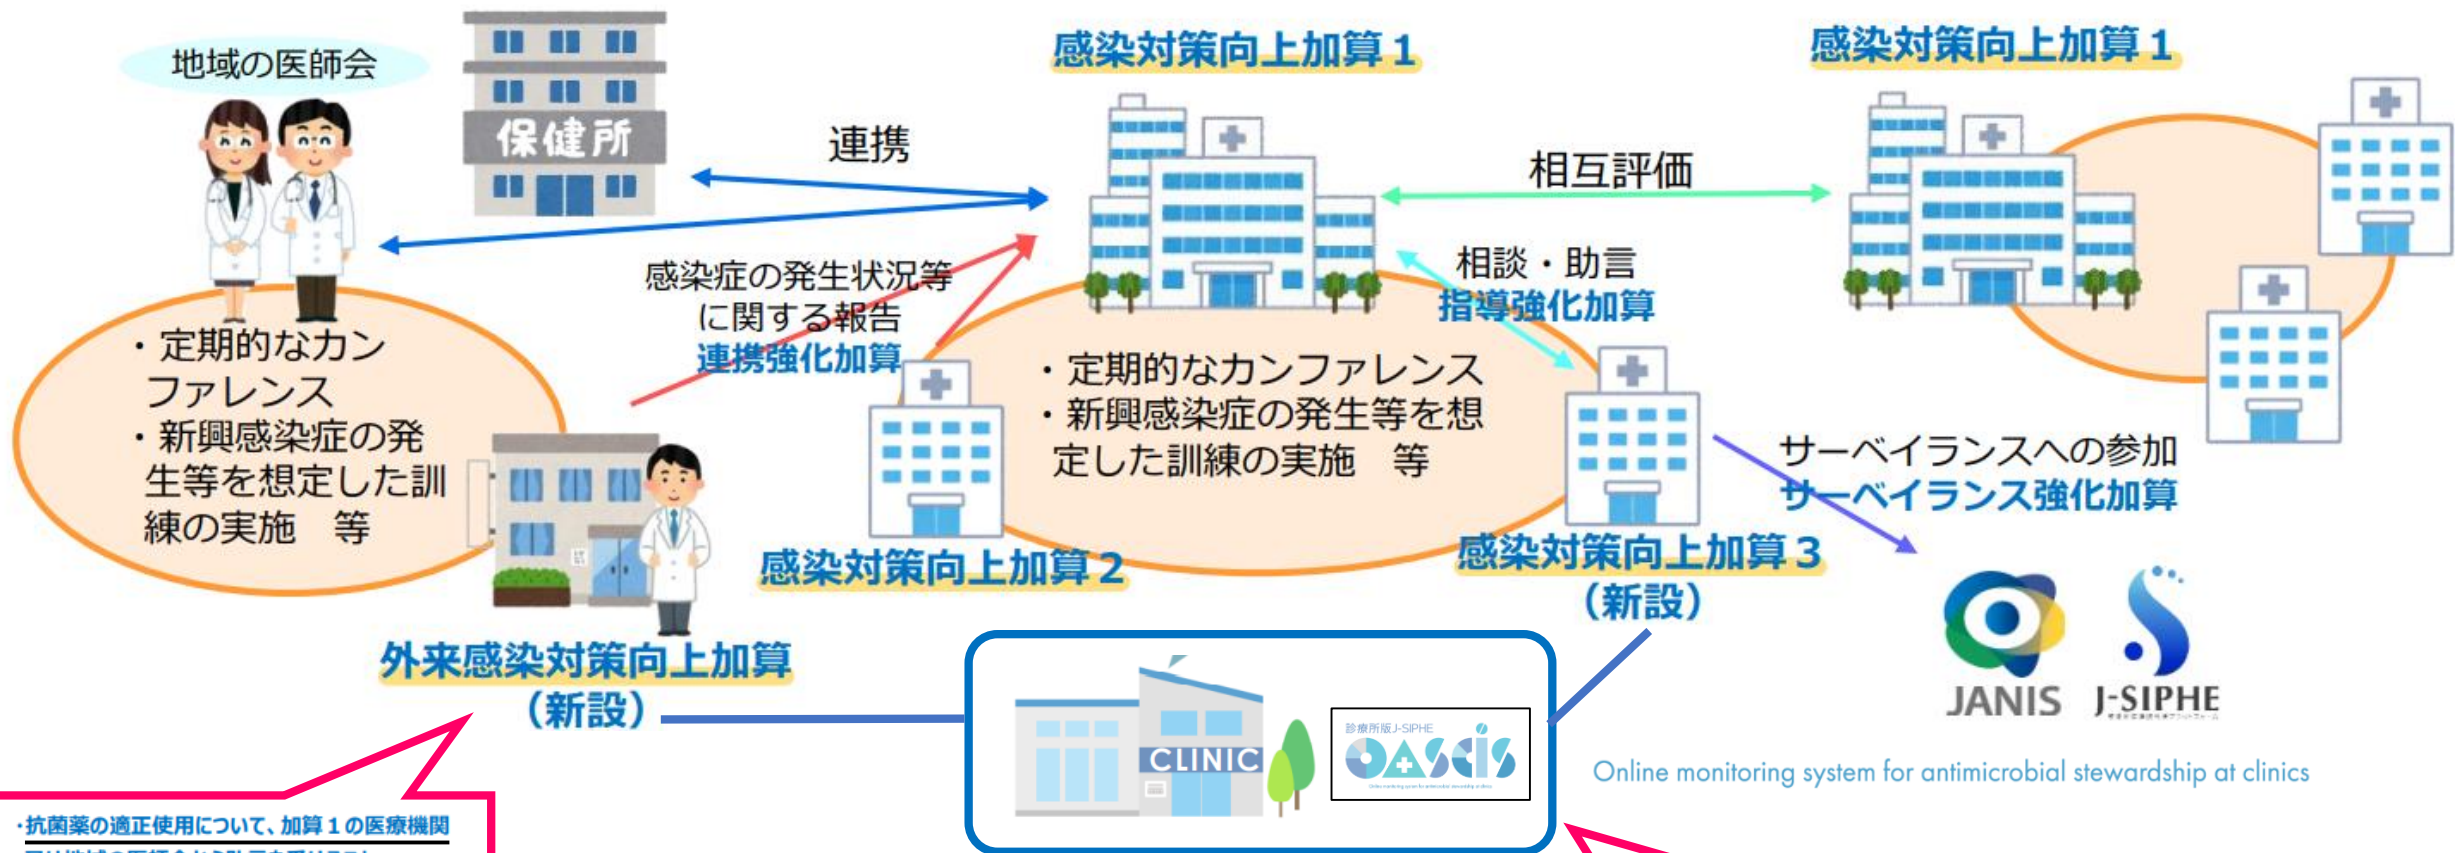 地域の医師会
保健所
連携
感染対策向上加算１
相互評価
感染対策向上加算１
感染症の発生状況等
に関する報告
連携強化加算
相談・助言
指導強化加算
・定期的なカン
ファレンス
・新興感染症の発
生等を想定した訓
練の実施　等
・定期的なカンファレンス
・新興感染症の発生等を想
定した訓練の実施　等
サーベイランスへの参加
サーベイランス強化加算
感染対策向上加算２
感染対策向上加算３
（新設）
外来感染対策向上加算
（新設）
JANIS
J-SIPHE
CLINIC
診療所版J-SIPHE
OASCIS
Online monitoring system for antimicrobial stewardship at clinics
・抗菌薬の適正使用について、加算１の医療機関